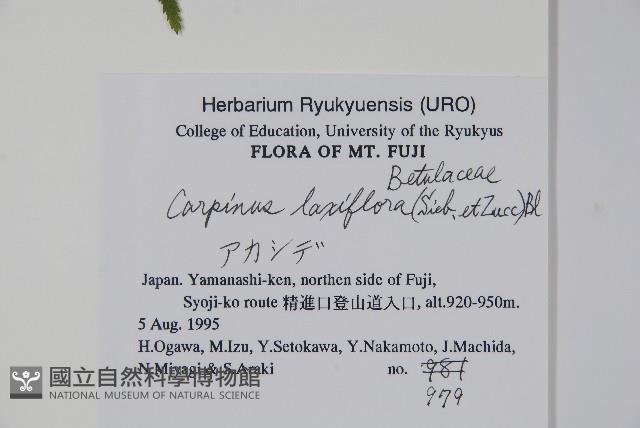 Herbarium Ryukyuensis (URO)
College of Education, University of the Ryukyus
FLORA OF MT. FUJI
Betulaceae
Carpinus laxiflora (Sieb. et Zucc.) Bl
アカシデ
Japan. Yamanashi-ken, northen side of Fuji,
Syoji-ko route 精進口登山道入口, alt.920-950m.
5 Aug. 1995
H.Ogawa, M.Izu, Y.Setokawa, Y.Nakamoto, J.Machida,
N.Miyagi & S.Araki no. 981
979
國立自然科學博物館
NATIONAL MUSEUM OF NATURAL SCIENCE